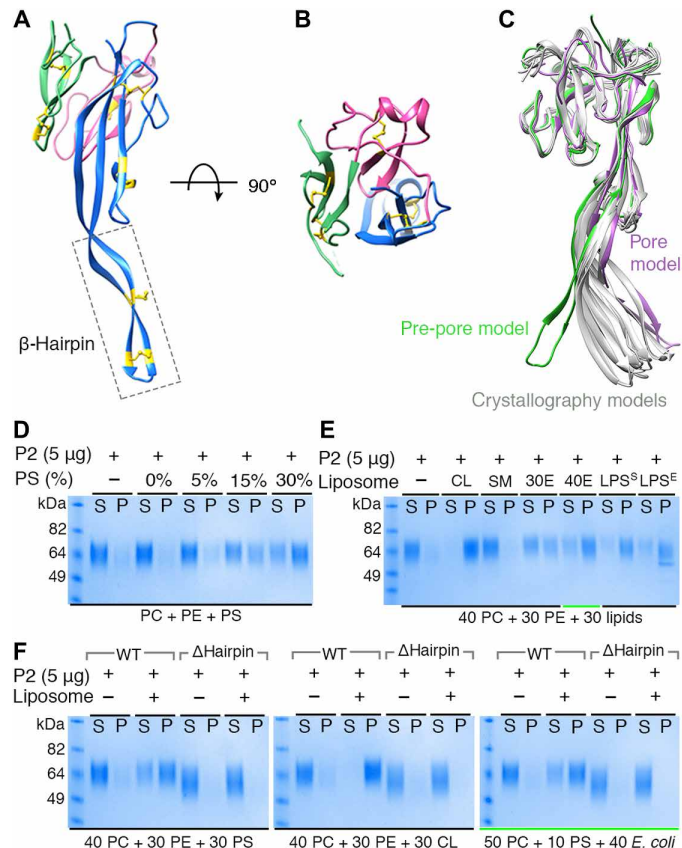 A
B
C
90°
β-Hairpin
Pore
model
Pre-pore model
Crystallography models
D
P2 (5 µg) + + + + +
PS (%) – 0% 5% 15% 30%
kDa S P S P S P S P S P
82
64
49
PC + PE + PS
E
P2 (5 µg) + + + + + + +
Liposome – CL SM 30E 40E LPSˢ LPSᴱ
kDa S P S P S P S P S P S P S P
82
64
49
40 PC + 30 PE + 30 lipids
F
WT ΔHairpin WT ΔHairpin WT ΔHairpin
P2 (5 µg) + + + + + + + + + + + +
Liposome – + – + – + – + – + – +
kDa S P S P S P S P S P S P S P S P S P S P S P S P
82
64
49
40 PC + 30 PE + 30 PS 40 PC + 30 PE + 30 CL 50 PC + 10 PS + 40 E. coli